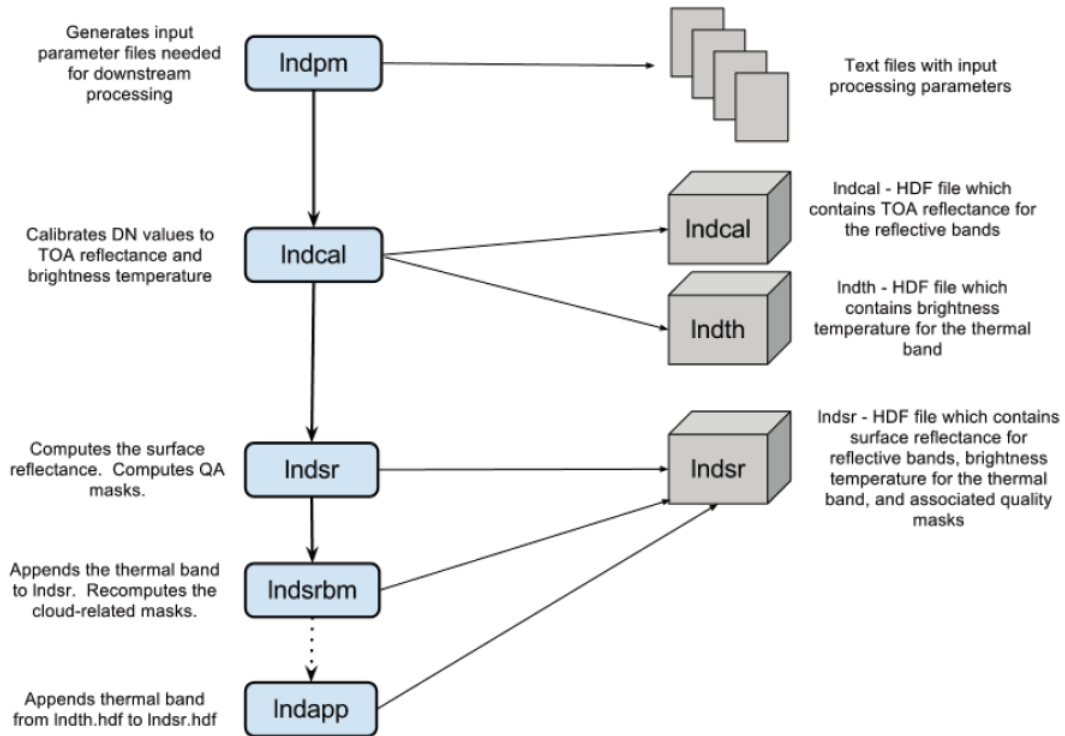 Generates input
parameter files needed
for downstream
processing
lndpm
Text files with input
processing parameters
Calibrates DN values to
TOA reflectance and
brightness temperature
lndcal
lndcal
lndcal - HDF file which
contains TOA reflectance for
the reflective bands
lndth
lndth - HDF file which
contains brightness
temperature for the thermal
band
Computes the surface
reflectance. Computes QA
masks.
lndsr
lndsr
lndsr - HDF file which contains
surface reflectance for
reflective bands, brightness
temperature for the thermal
band, and associated quality
masks
Appends the thermal band
to lndsr. Recomputes the
cloud-related masks.
lndsrbm
Appends thermal band
from lndth.hdf to lndsr.hdf
lndapp